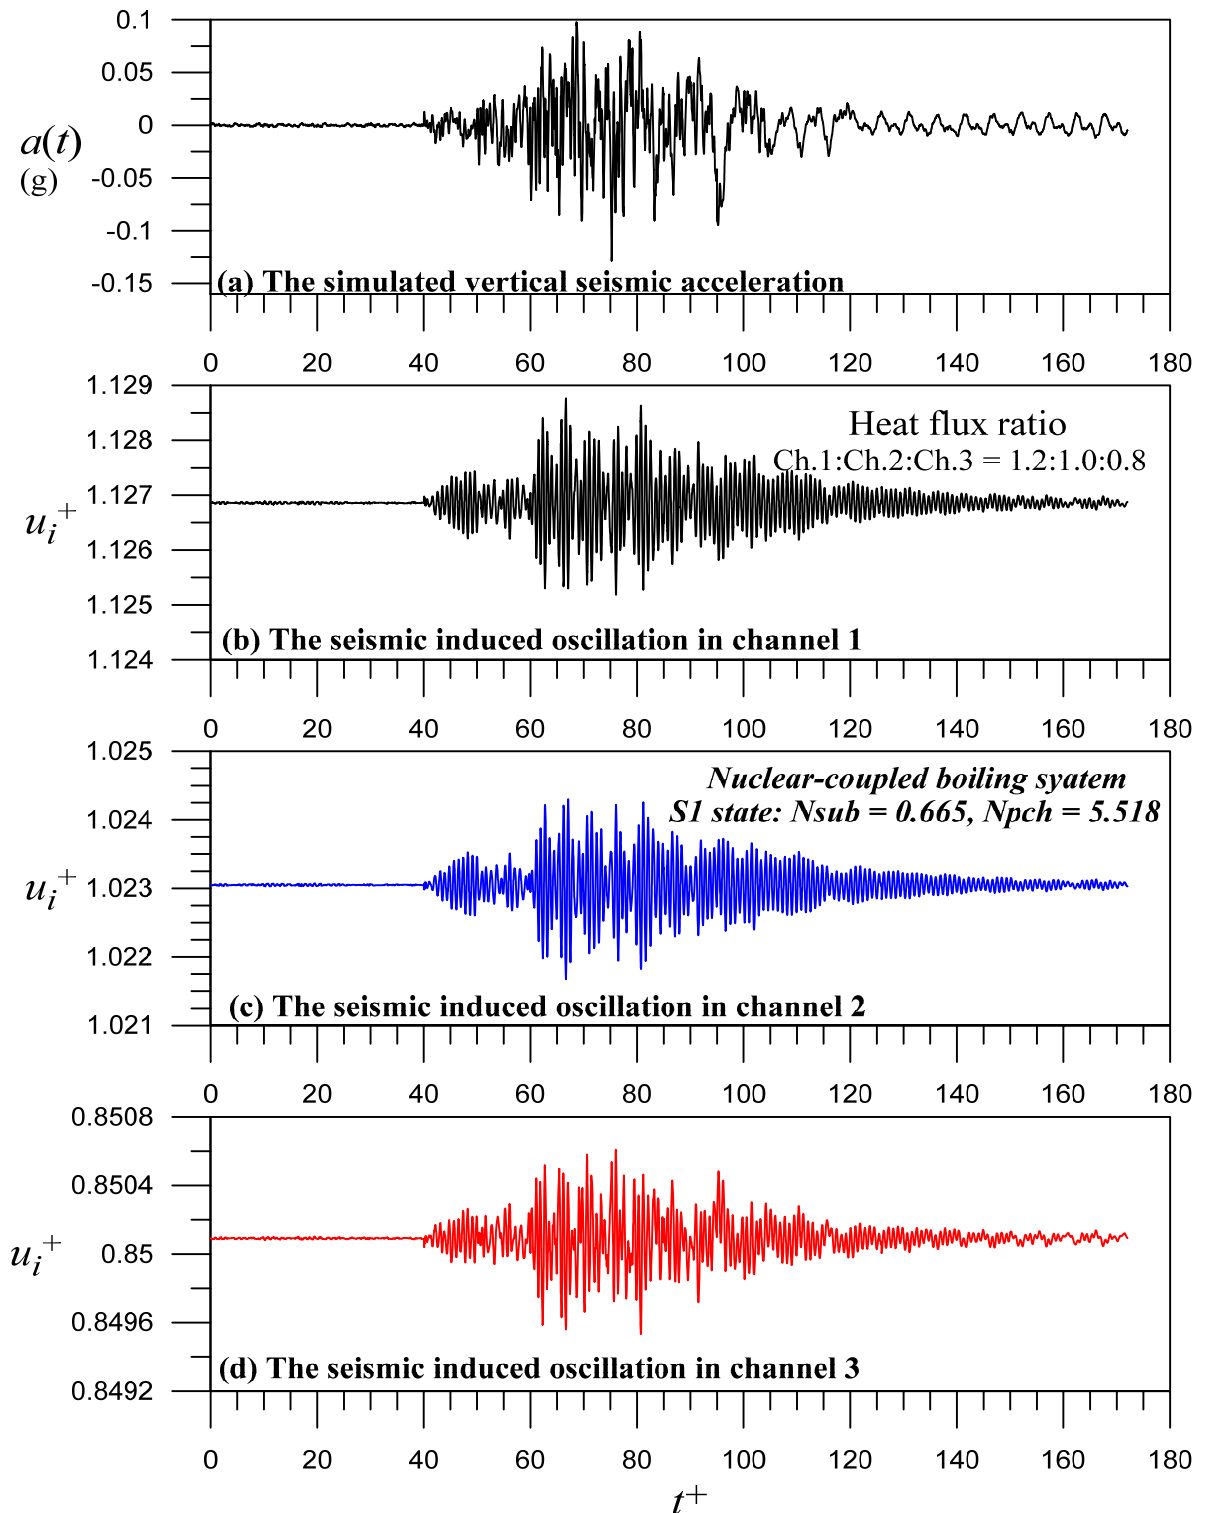 0.1
0.05
0
-0.05
-0.1
-0.15
a(t)
(g)
(a) The simulated vertical seismic acceleration
0 20 40 60 80 100 120 140 160 180
1.129
1.128
1.127
1.126
1.125
1.124
u_i^+
Heat flux ratio
Ch.1:Ch.2:Ch.3 = 1.2:1.0:0.8
(b) The seismic induced oscillation in channel 1
0 20 40 60 80 100 120 140 160 180
1.025
1.024
1.023
1.022
1.021
u_i^+
Nuclear-coupled boiling syatem
S1 state: Nsub = 0.665, Npch = 5.518
(c) The seismic induced oscillation in channel 2
0 20 40 60 80 100 120 140 160 180
0.8508
0.8504
0.85
0.8496
0.8492
u_i^+
(d) The seismic induced oscillation in channel 3
0 20 40 60 80 100 120 140 160 180
t^+